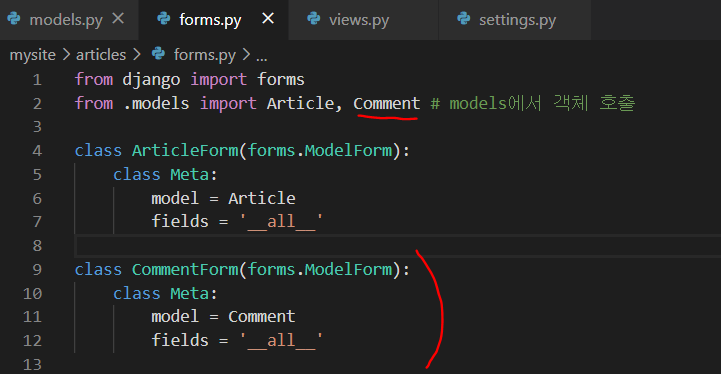 models.py × forms.py × views.py settings.py
mysite > articles > forms.py > ...
1 from django import forms
2 from .models import Article, Comment # models에서 객체 호출
3
4 class ArticleForm(forms.ModelForm):
5     class Meta:
6         model = Article
7         fields = '__all__'
8
9 class CommentForm(forms.ModelForm):
10     class Meta:
11         model = Comment
12         fields = '__all__'
13